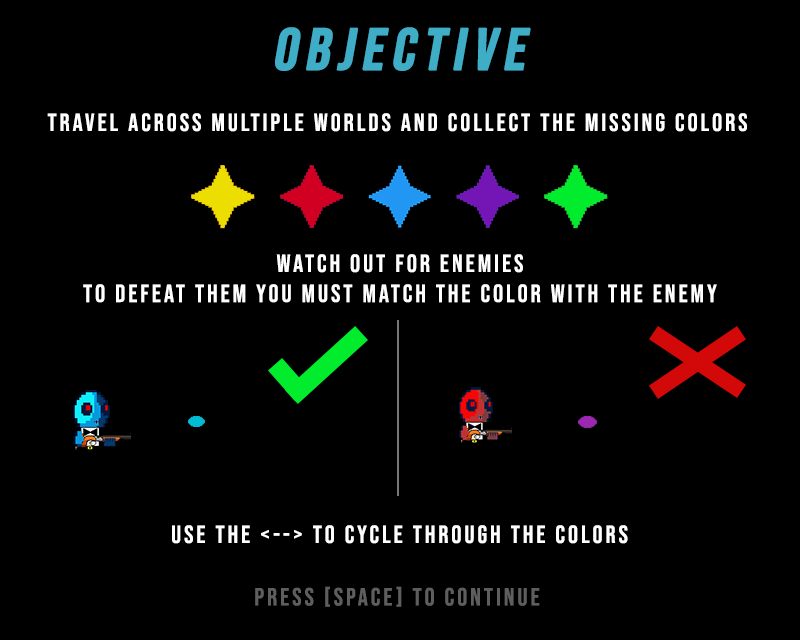 OBJECTIVE
TRAVEL ACROSS MULTIPLE WORLDS AND COLLECT THE MISSING COLORS
WATCH OUT FOR ENEMIES
TO DEFEAT THEM YOU MUST MATCH THE COLOR WITH THE ENEMY
USE THE <--> TO CYCLE THROUGH THE COLORS
PRESS [SPACE] TO CONTINUE